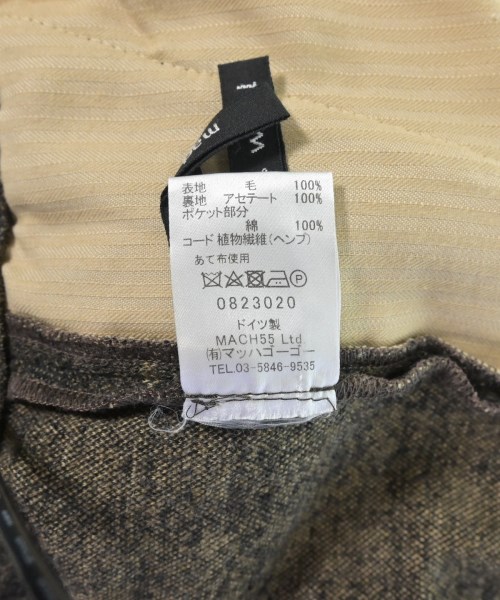 表地 毛 100%
裏地 アセテート 100%
ポケット部分
綿 100%
コード 植物繊維(ヘンプ)
あて布使用
0823020
ドイツ製
MACH55 Ltd.
(有)マッハゴーゴー
TEL.03-5846-9535